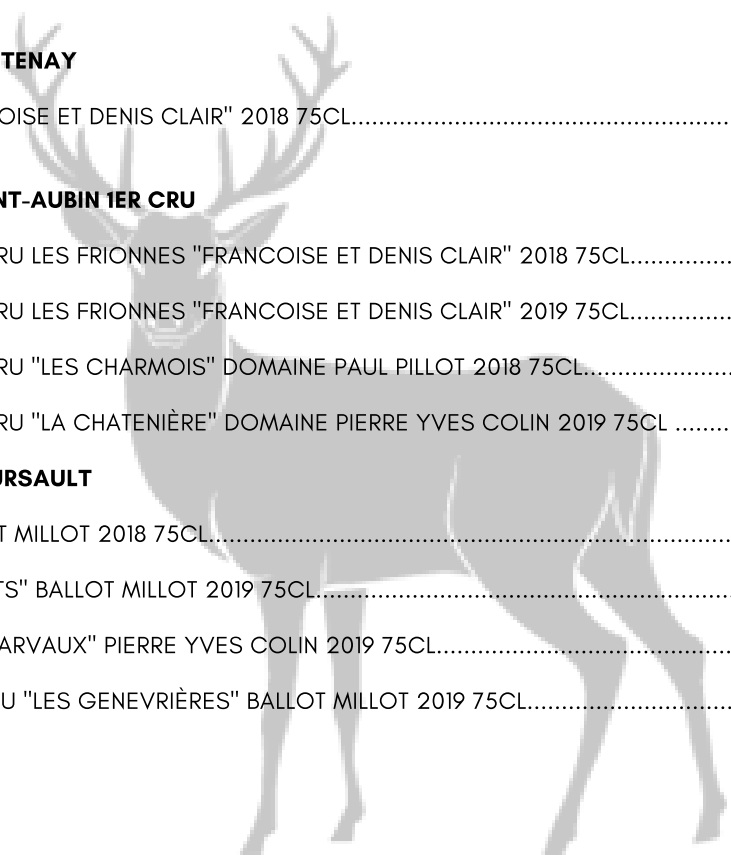 TENAY
OISE ET DENIS CLAIR" 2018 75CL.......................................................
NT-AUBIN 1ER CRU
RU LES FRIONNES "FRANCOISE ET DENIS CLAIR" 2018 75CL...............
RU LES FRIONNES "FRANCOISE ET DENIS CLAIR" 2019 75CL...............
RU "LES CHARMOIS" DOMAINE PAUL PILLOT 2018 75CL......................
RU "LA CHATENIÈRE" DOMAINE PIERRE YVES COLIN 2019 75CL ........
URSAULT
T MILLOT 2018 75CL............................................................................
TS" BALLOT MILLOT 2019 75CL............................................................
ARVAUX" PIERRE YVES COLIN 2019 75CL...........................................
U "LES GENEVRIÈRES" BALLOT MILLOT 2019 75CL..............................